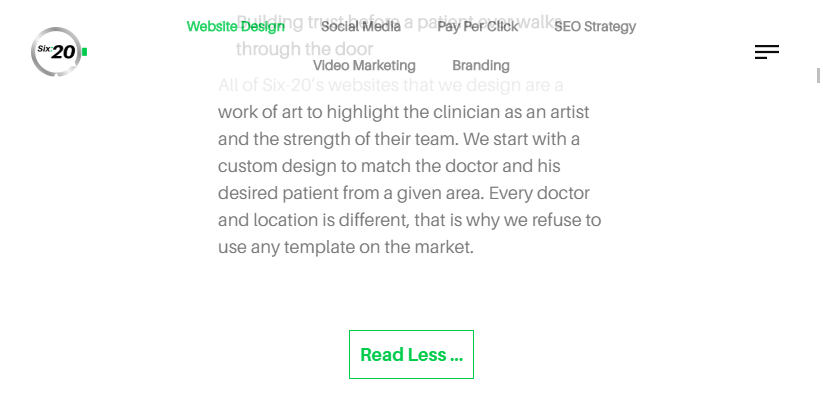 Building trust before a patient ever walks
Website Design Social Media Pay Per Click SEO Strategy
Six-20
through the door
Video Marketing Branding
All of Six-20's websites that we design are a
work of art to highlight the clinician as an artist
and the strength of their team. We start with a
custom design to match the doctor and his
desired patient from a given area. Every doctor
and location is different, that is why we refuse to
use any template on the market.
Read Less ...